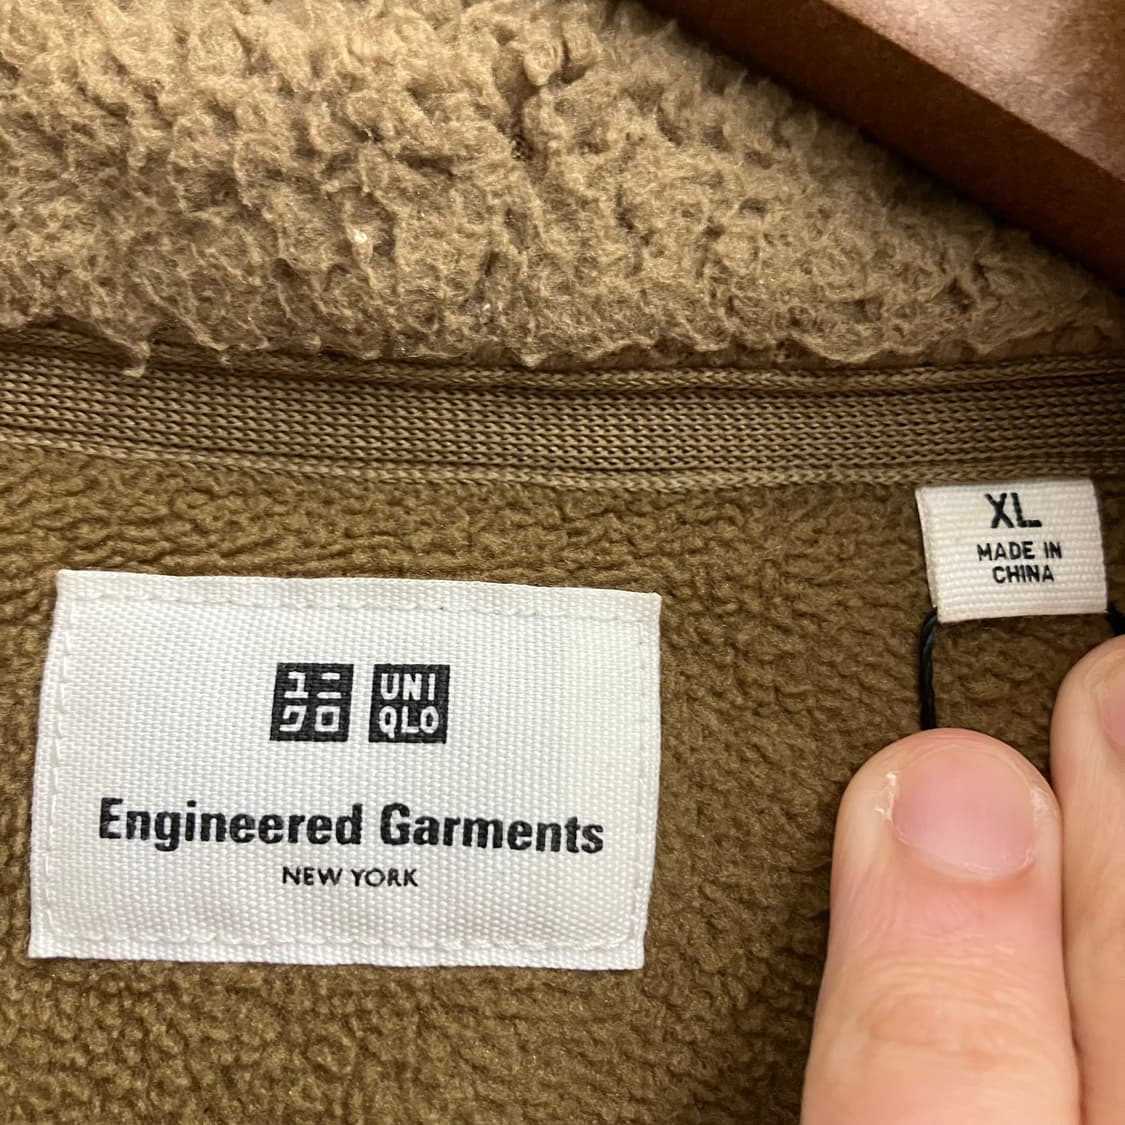 XL
MADE IN
CHINA
ユニ UNI
クロ QLO
Engineered Garments
NEW YORK